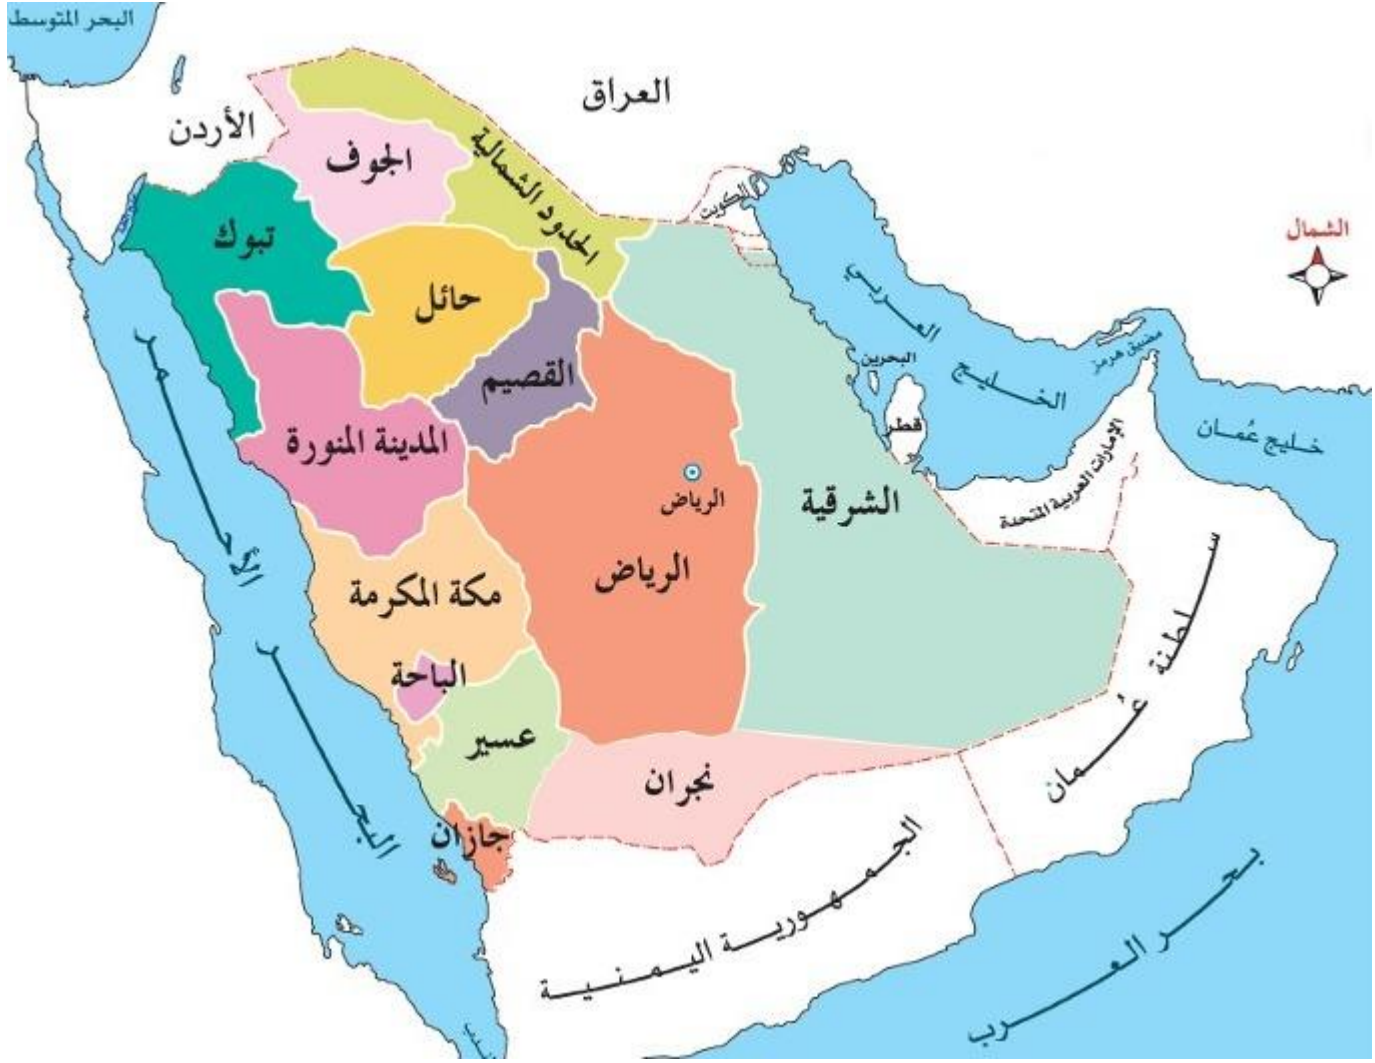 البحر المتوسط
العراق
الأردن
الجوف
الحدود الشمالية
الكويت
الشمال
تبوك
حائل
القصيم
الخليج العربي
البحرين
مضيق هرمز
قطر
خليج عُمان
المدينة المنورة
الإمارات العربية المتحدة
الرياض
الشرقية
الرياض
مكة المكرمة
الباحة
عسير
نجران
جازان
البحر الأحمر
سلطنة عُمان
الجمهورية اليمنية
بحر العرب